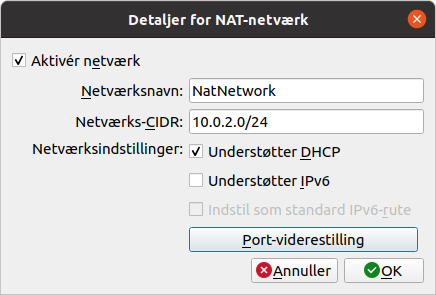 Detaljer for NAT-netværk
Aktivér netværk
Netværksnavn: NatNetwork
Netværks-CIDR: 10.0.2.0/24
Netværksindstillinger: Understøtter DHCP
Understøtter IPv6
Indstil som standard IPv6-rute
Port-viderestilling
Annuller OK